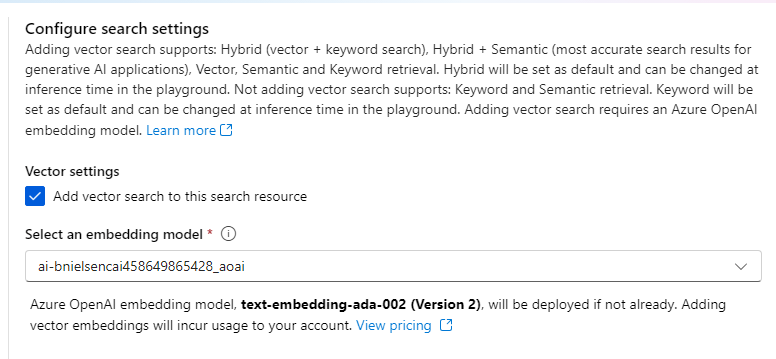 Configure search settings
Adding vector search supports: Hybrid (vector + keyword search), Hybrid + Semantic (most accurate search results for
generative AI applications), Vector, Semantic and Keyword retrieval. Hybrid will be set as default and can be changed at
inference time in the playground. Not adding vector search supports: Keyword and Semantic retrieval. Keyword will be
set as default and can be changed at inference time in the playground. Adding vector search requires an Azure OpenAI
embedding model. Learn more
Vector settings
Add vector search to this search resource
Select an embedding model *
ai-bnielsencai458649865428_aoai
Azure OpenAI embedding model, text-embedding-ada-002 (Version 2), will be deployed if not already. Adding
vector embeddings will incur usage to your account. View pricing